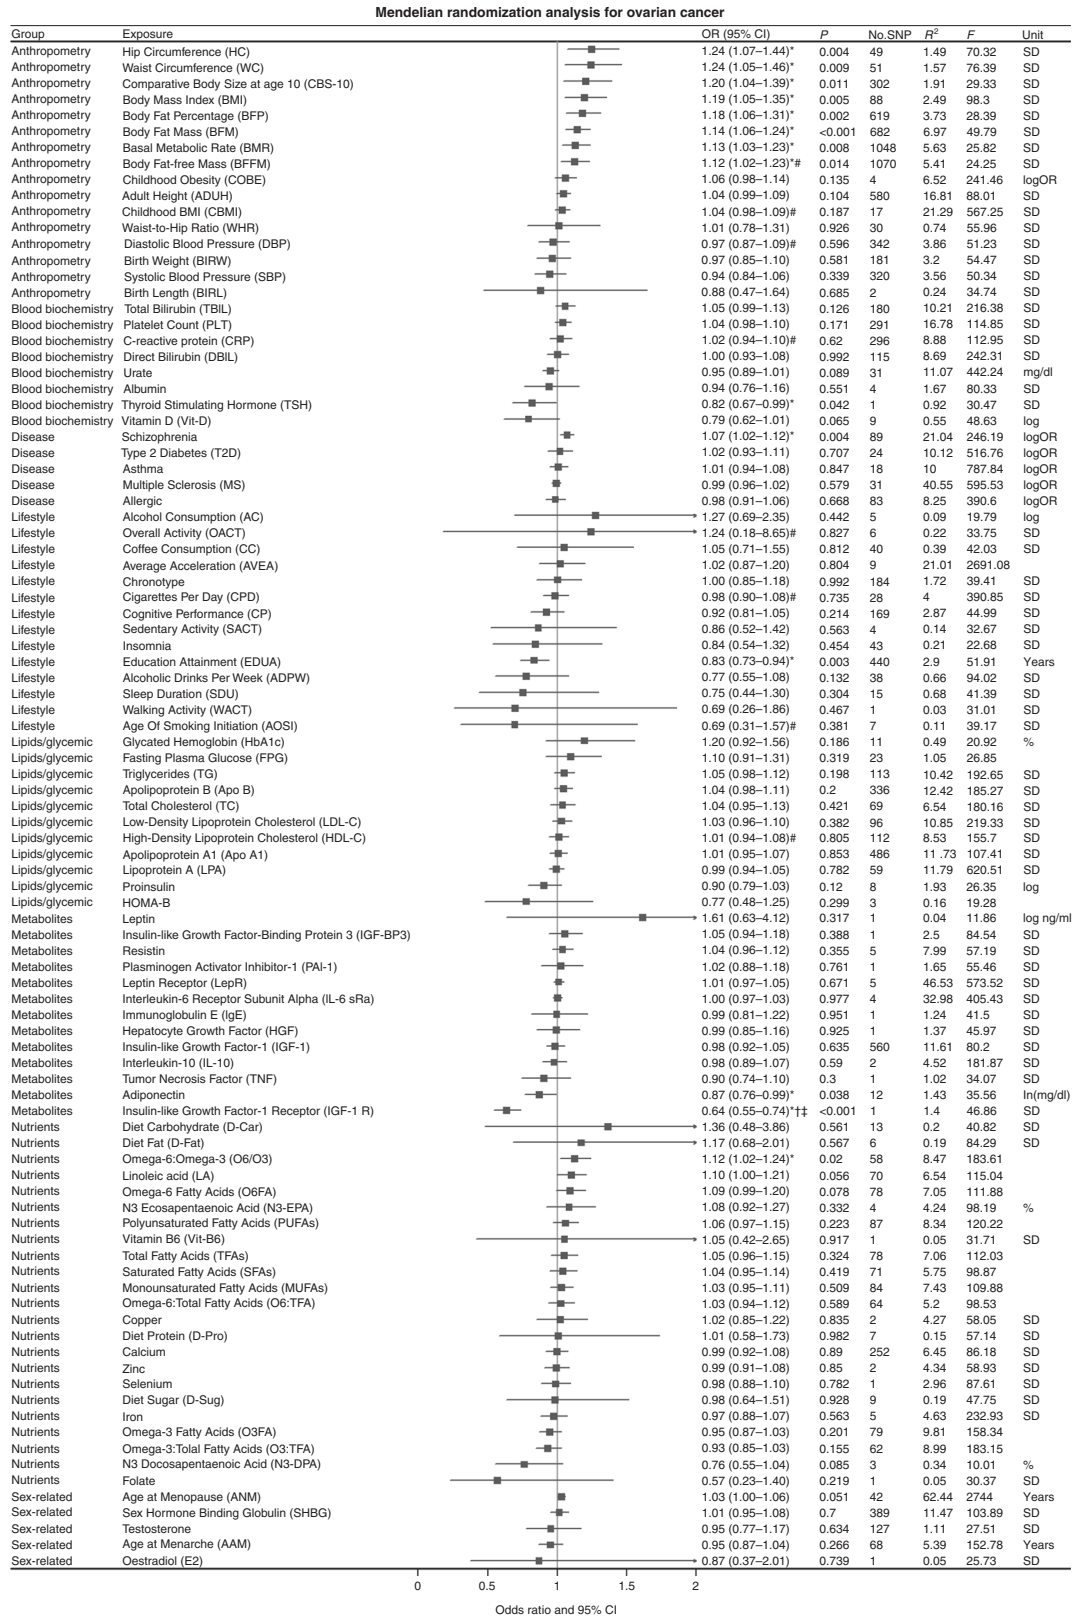 Mendelian randomization analysis for ovarian cancer
Group Exposure OR (95% CI) P No.SNP R² F Unit
Anthropometry Hip Circumference (HC) 1.24 (1.07–1.44)* 0.004 49 1.49 70.32 SD
Anthropometry Waist Circumference (WC) 1.24 (1.05–1.46)* 0.009 51 1.57 76.39 SD
Anthropometry Comparative Body Size at age 10 (CBS-10) 1.20 (1.04–1.39)* 0.011 302 1.91 29.33 SD
Anthropometry Body Mass Index (BMI) 1.19 (1.05–1.35)* 0.005 88 2.49 98.3 SD
Anthropometry Body Fat Percentage (BFP) 1.18 (1.06–1.31)* 0.002 619 3.73 28.39 SD
Anthropometry Body Fat Mass (BFM) 1.14 (1.06–1.24)* <0.001 682 6.97 49.79 SD
Anthropometry Basal Metabolic Rate (BMR) 1.13 (1.03–1.23)* 0.008 1048 5.63 25.82 SD
Anthropometry Body Fat-free Mass (BFFM) 1.12 (1.02–1.23)*# 0.014 1070 5.41 24.25 SD
Anthropometry Childhood Obesity (COBE) 1.06 (0.98–1.14) 0.135 4 6.52 241.46 logOR
Anthropometry Adult Height (ADUH) 1.04 (0.99–1.09) 0.104 580 16.81 88.01 SD
Anthropometry Childhood BMI (CBMI) 1.04 (0.98–1.09)# 0.187 17 21.29 567.25 SD
Anthropometry Waist-to-Hip Ratio (WHR) 1.01 (0.78–1.31) 0.926 30 0.74 55.96 SD
Anthropometry Diastolic Blood Pressure (DBP) 0.97 (0.87–1.09)# 0.596 342 3.86 51.23 SD
Anthropometry Birth Weight (BIRW) 0.97 (0.85–1.10) 0.581 181 3.2 54.47 SD
Anthropometry Systolic Blood Pressure (SBP) 0.94 (0.84–1.06) 0.339 320 3.56 50.34 SD
Anthropometry Birth Length (BIRL) 0.88 (0.47–1.64) 0.685 2 0.24 34.74 SD
Blood biochemistry Total Bilirubin (TBIL) 1.05 (0.99–1.13) 0.126 180 10.21 216.38 SD
Blood biochemistry Platelet Count (PLT) 1.04 (0.98–1.10) 0.171 291 16.78 114.85 SD
Blood biochemistry C-reactive protein (CRP) 1.02 (0.94–1.10)# 0.62 296 8.88 112.95 SD
Blood biochemistry Direct Bilirubin (DBIL) 1.00 (0.93–1.08) 0.992 115 8.69 242.31 SD
Blood biochemistry Urate 0.95 (0.89–1.01) 0.089 31 11.07 442.24 mg/dl
Blood biochemistry Albumin 0.94 (0.76–1.16) 0.551 4 1.67 80.33 SD
Blood biochemistry Thyroid Stimulating Hormone (TSH) 0.82 (0.67–0.99)* 0.042 1 0.92 30.47 SD
Blood biochemistry Vitamin D (Vit-D) 0.79 (0.62–1.01) 0.065 9 0.55 48.63 log
Disease Schizophrenia 1.07 (1.02–1.12)* 0.004 89 21.04 246.19 logOR
Disease Type 2 Diabetes (T2D) 1.02 (0.93–1.11) 0.707 24 10.12 516.76 logOR
Disease Asthma 1.01 (0.94–1.08) 0.847 18 10 787.84 logOR
Disease Multiple Sclerosis (MS) 0.99 (0.96–1.02) 0.579 31 40.55 595.53 logOR
Disease Allergic 0.98 (0.91–1.06) 0.668 83 8.25 390.6 logOR
Lifestyle Alcohol Consumption (AC) 1.27 (0.69–2.35) 0.442 5 0.09 19.79 log
Lifestyle Overall Activity (OACT) 1.24 (0.18–8.65)# 0.827 6 0.22 33.75 SD
Lifestyle Coffee Consumption (CC) 1.05 (0.71–1.55) 0.812 40 0.39 42.03 SD
Lifestyle Average Acceleration (AVEA) 1.02 (0.87–1.20) 0.804 9 21.01 2691.08
Lifestyle Chronotype 1.00 (0.85–1.18) 0.992 184 1.72 39.41 SD
Lifestyle Cigarettes Per Day (CPD) 0.98 (0.90–1.08)# 0.735 28 4 390.85 SD
Lifestyle Cognitive Performance (CP) 0.92 (0.81–1.05) 0.214 169 2.87 44.99 SD
Lifestyle Sedentary Activity (SACT) 0.86 (0.52–1.42) 0.563 4 0.14 32.67 SD
Lifestyle Insomnia 0.84 (0.54–1.32) 0.454 43 0.21 22.68 SD
Lifestyle Education Attainment (EDUA) 0.83 (0.73–0.94)* 0.003 440 2.9 51.91 Years
Lifestyle Alcoholic Drinks Per Week (ADPW) 0.77 (0.55–1.08) 0.132 38 0.66 94.02 SD
Lifestyle Sleep Duration (SDU) 0.75 (0.44–1.30) 0.304 15 0.68 41.39 SD
Lifestyle Walking Activity (WACT) 0.69 (0.26–1.86) 0.467 1 0.03 31.01 SD
Lifestyle Age Of Smoking Initiation (AOSI) 0.69 (0.31–1.57)# 0.381 7 0.11 39.17 SD
Lipids/glycemic Glycated Hemoglobin (HbA1c) 1.20 (0.92–1.56) 0.186 11 0.49 20.92 %
Lipids/glycemic Fasting Plasma Glucose (FPG) 1.10 (0.91–1.31) 0.319 23 1.05 26.85
Lipids/glycemic Triglycerides (TG) 1.05 (0.98–1.12) 0.198 113 10.42 192.65 SD
Lipids/glycemic Apolipoprotein B (Apo B) 1.04 (0.98–1.11) 0.2 336 12.42 185.27 SD
Lipids/glycemic Total Cholesterol (TC) 1.04 (0.95–1.13) 0.421 69 6.54 180.16 SD
Lipids/glycemic Low-Density Lipoprotein Cholesterol (LDL-C) 1.03 (0.96–1.10) 0.382 96 10.85 219.33 SD
Lipids/glycemic High-Density Lipoprotein Cholesterol (HDL-C) 1.01 (0.94–1.08)# 0.805 112 8.53 155.7 SD
Lipids/glycemic Apolipoprotein A1 (Apo A1) 1.01 (0.95–1.07) 0.853 486 11 .73 107.41 SD
Lipids/glycemic Lipoprotein A (LPA) 0.99 (0.94–1.05) 0.782 59 11.79 620.51 SD
Lipids/glycemic Proinsulin 0.90 (0.79–1.03) 0.12 8 1.93 26.35 log
Lipids/glycemic HOMA-B 0.77 (0.48–1.25) 0.299 3 0.16 19.28
Metabolites Leptin 1.61 (0.63–4.12) 0.317 1 0.04 11.86 log ng/ml
Metabolites Insulin-like Growth Factor-Binding Protein 3 (IGF-BP3) 1.05 (0.94–1.18) 0.388 1 2.5 84.54 SD
Metabolites Resistin 1.04 (0.96–1.12) 0.355 5 7.99 57.19 SD
Metabolites Plasminogen Activator Inhibitor-1 (PAI-1) 1.02 (0.88–1.18) 0.761 1 1.65 55.46 SD
Metabolites Leptin Receptor (LepR) 1.01 (0.97–1.05) 0.671 5 46.53 573.52 SD
Metabolites Interleukin-6 Receptor Subunit Alpha (IL-6 sRa) 1.00 (0.97–1.03) 0.977 4 32.98 405.43 SD
Metabolites Immunoglobulin E (IgE) 0.99 (0.81–1.22) 0.951 1 1.24 41.5 SD
Metabolites Hepatocyte Growth Factor (HGF) 0.99 (0.85–1.16) 0.925 1 1.37 45.97 SD
Metabolites Insulin-like Growth Factor-1 (IGF-1) 0.98 (0.92–1.05) 0.635 560 11.61 80.2 SD
Metabolites Interleukin-10 (IL-10) 0.98 (0.89–1.07) 0.59 2 4.52 181.87 SD
Metabolites Tumor Necrosis Factor (TNF) 0.90 (0.74–1.10) 0.3 1 1.02 34.07 SD
Metabolites Adiponectin 0.87 (0.76–0.99)* 0.038 12 1.43 35.56 ln(mg/dl)
Metabolites Insulin-like Growth Factor-1 Receptor (IGF-1 R) 0.64 (0.55–0.74)*†‡ <0.001 1 1.4 46.86 SD
Nutrients Diet Carbohydrate (D-Car) 1.36 (0.48–3.86) 0.561 13 0.2 40.82 SD
Nutrients Diet Fat (D-Fat) 1.17 (0.68–2.01) 0.567 6 0.19 84.29 SD
Nutrients Omega-6:Omega-3 (O6/O3) 1.12 (1.02–1.24)* 0.02 58 8.47 183.61
Nutrients Linoleic acid (LA) 1.10 (1.00–1.21) 0.056 70 6.54 115.04
Nutrients Omega-6 Fatty Acids (O6FA) 1.09 (0.99–1.20) 0.078 78 7.05 111.88
Nutrients N3 Ecosapentaenoic Acid (N3-EPA) 1.08 (0.92–1.27) 0.332 4 4.24 98.19 %
Nutrients Polyunsaturated Fatty Acids (PUFAs) 1.06 (0.97–1.15) 0.223 87 8.34 120.22
Nutrients Vitamin B6 (Vit-B6) 1.05 (0.42–2.65) 0.917 1 0.05 31.71 SD
Nutrients Total Fatty Acids (TFAs) 1.05 (0.96–1.15) 0.324 78 7.06 112.03
Nutrients Saturated Fatty Acids (SFAs) 1.04 (0.95–1.14) 0.419 71 5.75 98.87
Nutrients Monounsaturated Fatty Acids (MUFAs) 1.03 (0.95–1.11) 0.509 84 7.43 109.88
Nutrients Omega-6:Total Fatty Acids (O6:TFA) 1.03 (0.94–1.12) 0.589 64 5.2 98.53
Nutrients Copper 1.02 (0.85–1.22) 0.835 2 4.27 58.05 SD
Nutrients Diet Protein (D-Pro) 1.01 (0.58–1.73) 0.982 7 0.15 57.14 SD
Nutrients Calcium 0.99 (0.92–1.08) 0.89 252 6.45 86.18 SD
Nutrients Zinc 0.99 (0.91–1.08) 0.85 2 4.34 58.93 SD
Nutrients Selenium 0.98 (0.88–1.10) 0.782 1 2.96 87.61 SD
Nutrients Diet Sugar (D-Sug) 0.98 (0.64–1.51) 0.928 9 0.19 47.75 SD
Nutrients Iron 0.97 (0.88–1.07) 0.563 5 4.63 232.93 SD
Nutrients Omega-3 Fatty Acids (O3FA) 0.95 (0.87–1.03) 0.201 79 9.81 158.34
Nutrients Omega-3:Total Fatty Acids (O3:TFA) 0.93 (0.85–1.03) 0.155 62 8.99 183.15
Nutrients N3 Docosapentaenoic Acid (N3-DPA) 0.76 (0.55–1.04) 0.085 3 0.34 10.01 %
Nutrients Folate 0.57 (0.23–1.40) 0.219 1 0.05 30.37 SD
Sex-related Age at Menopause (ANM) 1.03 (1.00–1.06) 0.051 42 62.44 2744 Years
Sex-related Sex Hormone Binding Globulin (SHBG) 1.01 (0.95–1.08) 0.7 389 11.47 103.89 SD
Sex-related Testosterone 0.95 (0.77–1.17) 0.634 127 1.11 27.51 SD
Sex-related Age at Menarche (AAM) 0.95 (0.87–1.04) 0.266 68 5.39 152.78 Years
Sex-related Oestradiol (E2) 0.87 (0.37–2.01) 0.739 1 0.05 25.73 SD
0 0.5 1 1.5 2
Odds ratio and 95% CI